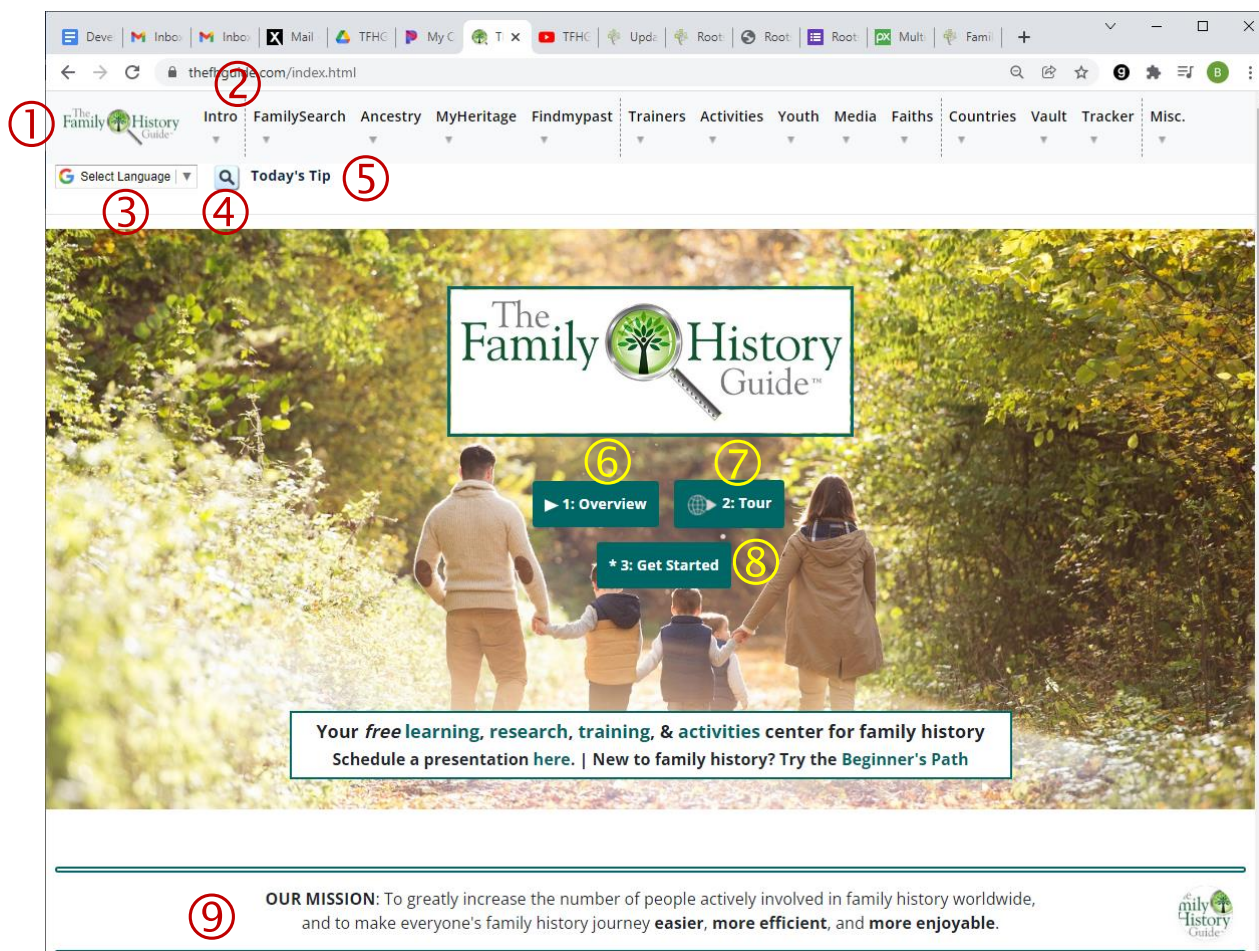 Deve Inbo Inbo Mail TFHG My C T TFHG Upda Root Root Root Multi Famil
thefhguide.com/index.html
B
②
① The Family History Guide Intro FamilySearch Ancestry MyHeritage Findmypast Trainers Activities Youth Media Faiths Countries Vault Tracker Misc.
G Select Language Today's Tip ⑤
③ ④
The
Family History
Guide™
⑥ ⑦
1: Overview 2: Tour
* 3: Get Started ⑧
Your free learning, research, training, & activities center for family history
Schedule a presentation here. | New to family history? Try the Beginner's Path
⑨ OUR MISSION: To greatly increase the number of people actively involved in family history worldwide,
and to make everyone's family history journey easier, more efficient, and more enjoyable.
mily
History
Guide